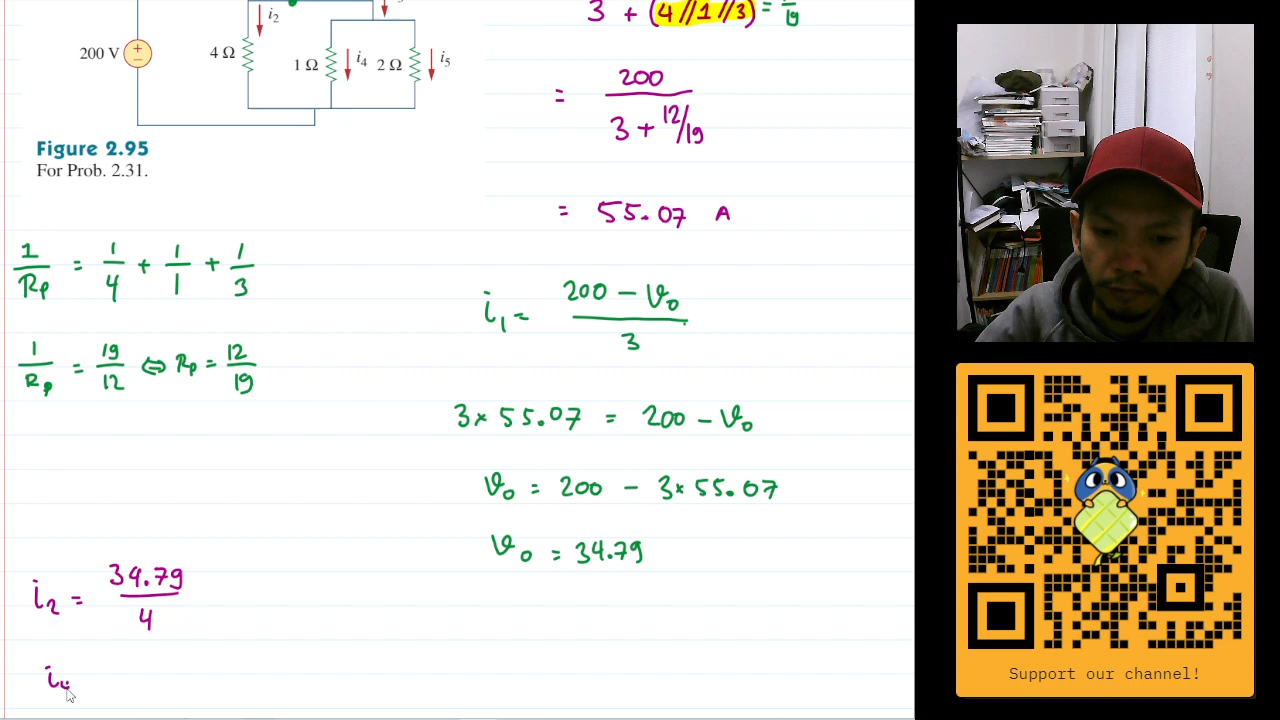 i2
200 V
4 Ω
1 Ω
i4
2 Ω
i5
Figure 2.95
For Prob. 2.31.
3 + (4//1//3) = 19
= 200 / (3 + 12/19)
= 55.07 A
1/Rp = 1/4 + 1/1 + 1/3
1/Rp = 19/12 ⇔ Rp = 12/19
i1 = (200 - v0) / 3
3 × 55.07 = 200 - v0
v0 = 200 - 3 × 55.07
v0 = 34.79
i2 = 34.79 / 4
i4
Support our channel!